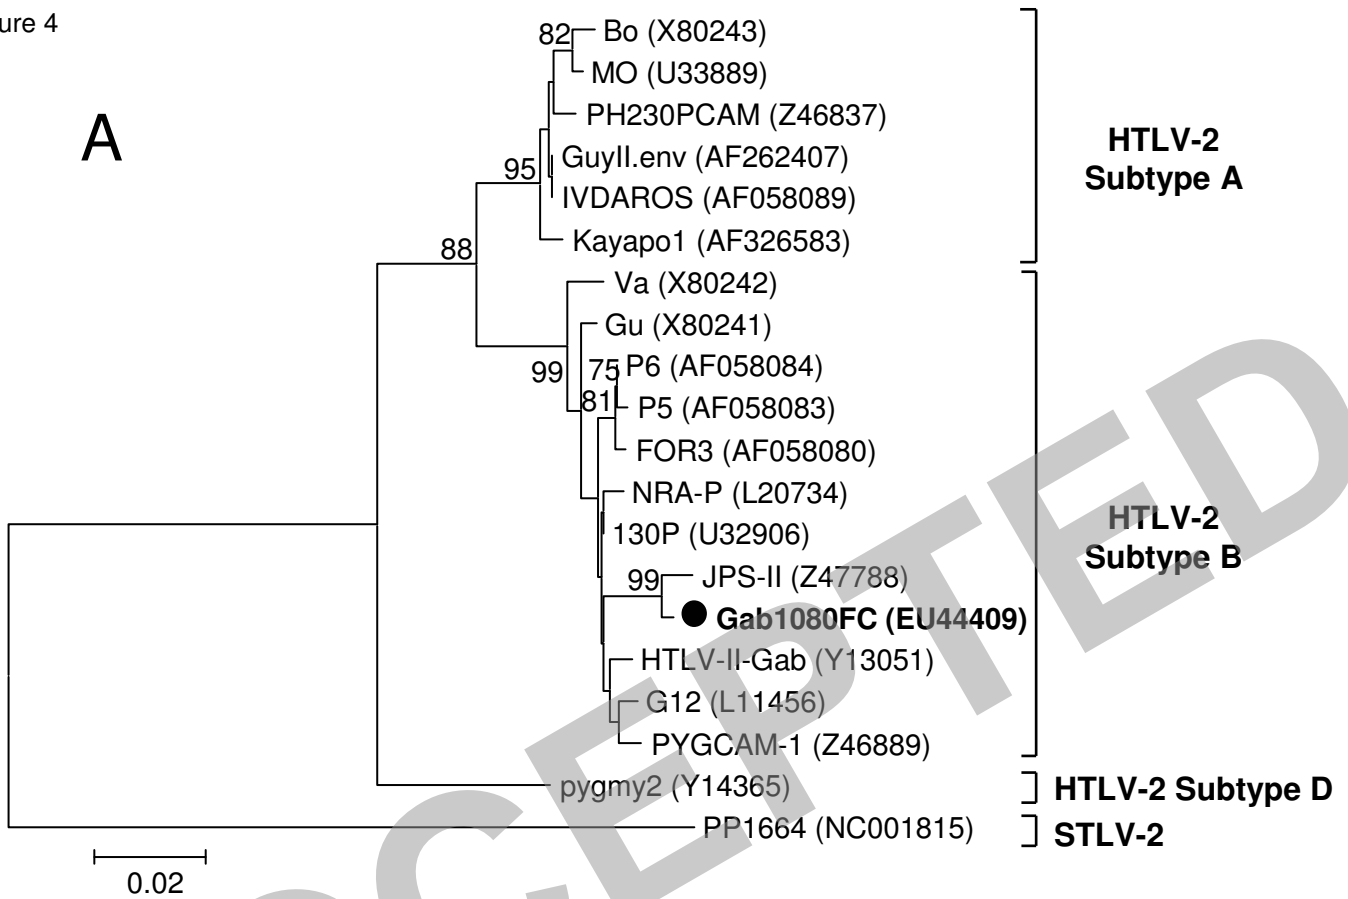 ure 4
A
82
Bo (X80243)
MO (U33889)
PH230PCAM (Z46837)
GuyII.env (AF262407)
95
IVDAROS (AF058089)
Kayapo1 (AF326583)
HTLV-2
Subtype A
88
Va (X80242)
Gu (X80241)
99
75
P6 (AF058084)
81
P5 (AF058083)
FOR3 (AF058080)
NRA-P (L20734)
130P (U32906)
99
JPS-II (Z47788)
Gab1080FC (EU44409)
HTLV-II-Gab (Y13051)
G12 (L11456)
PYGCAM-1 (Z46889)
HTLV-2
Subtype B
pygmy2 (Y14365)
HTLV-2 Subtype D
PP1664 (NC001815)
STLV-2
0.02
CEPTED